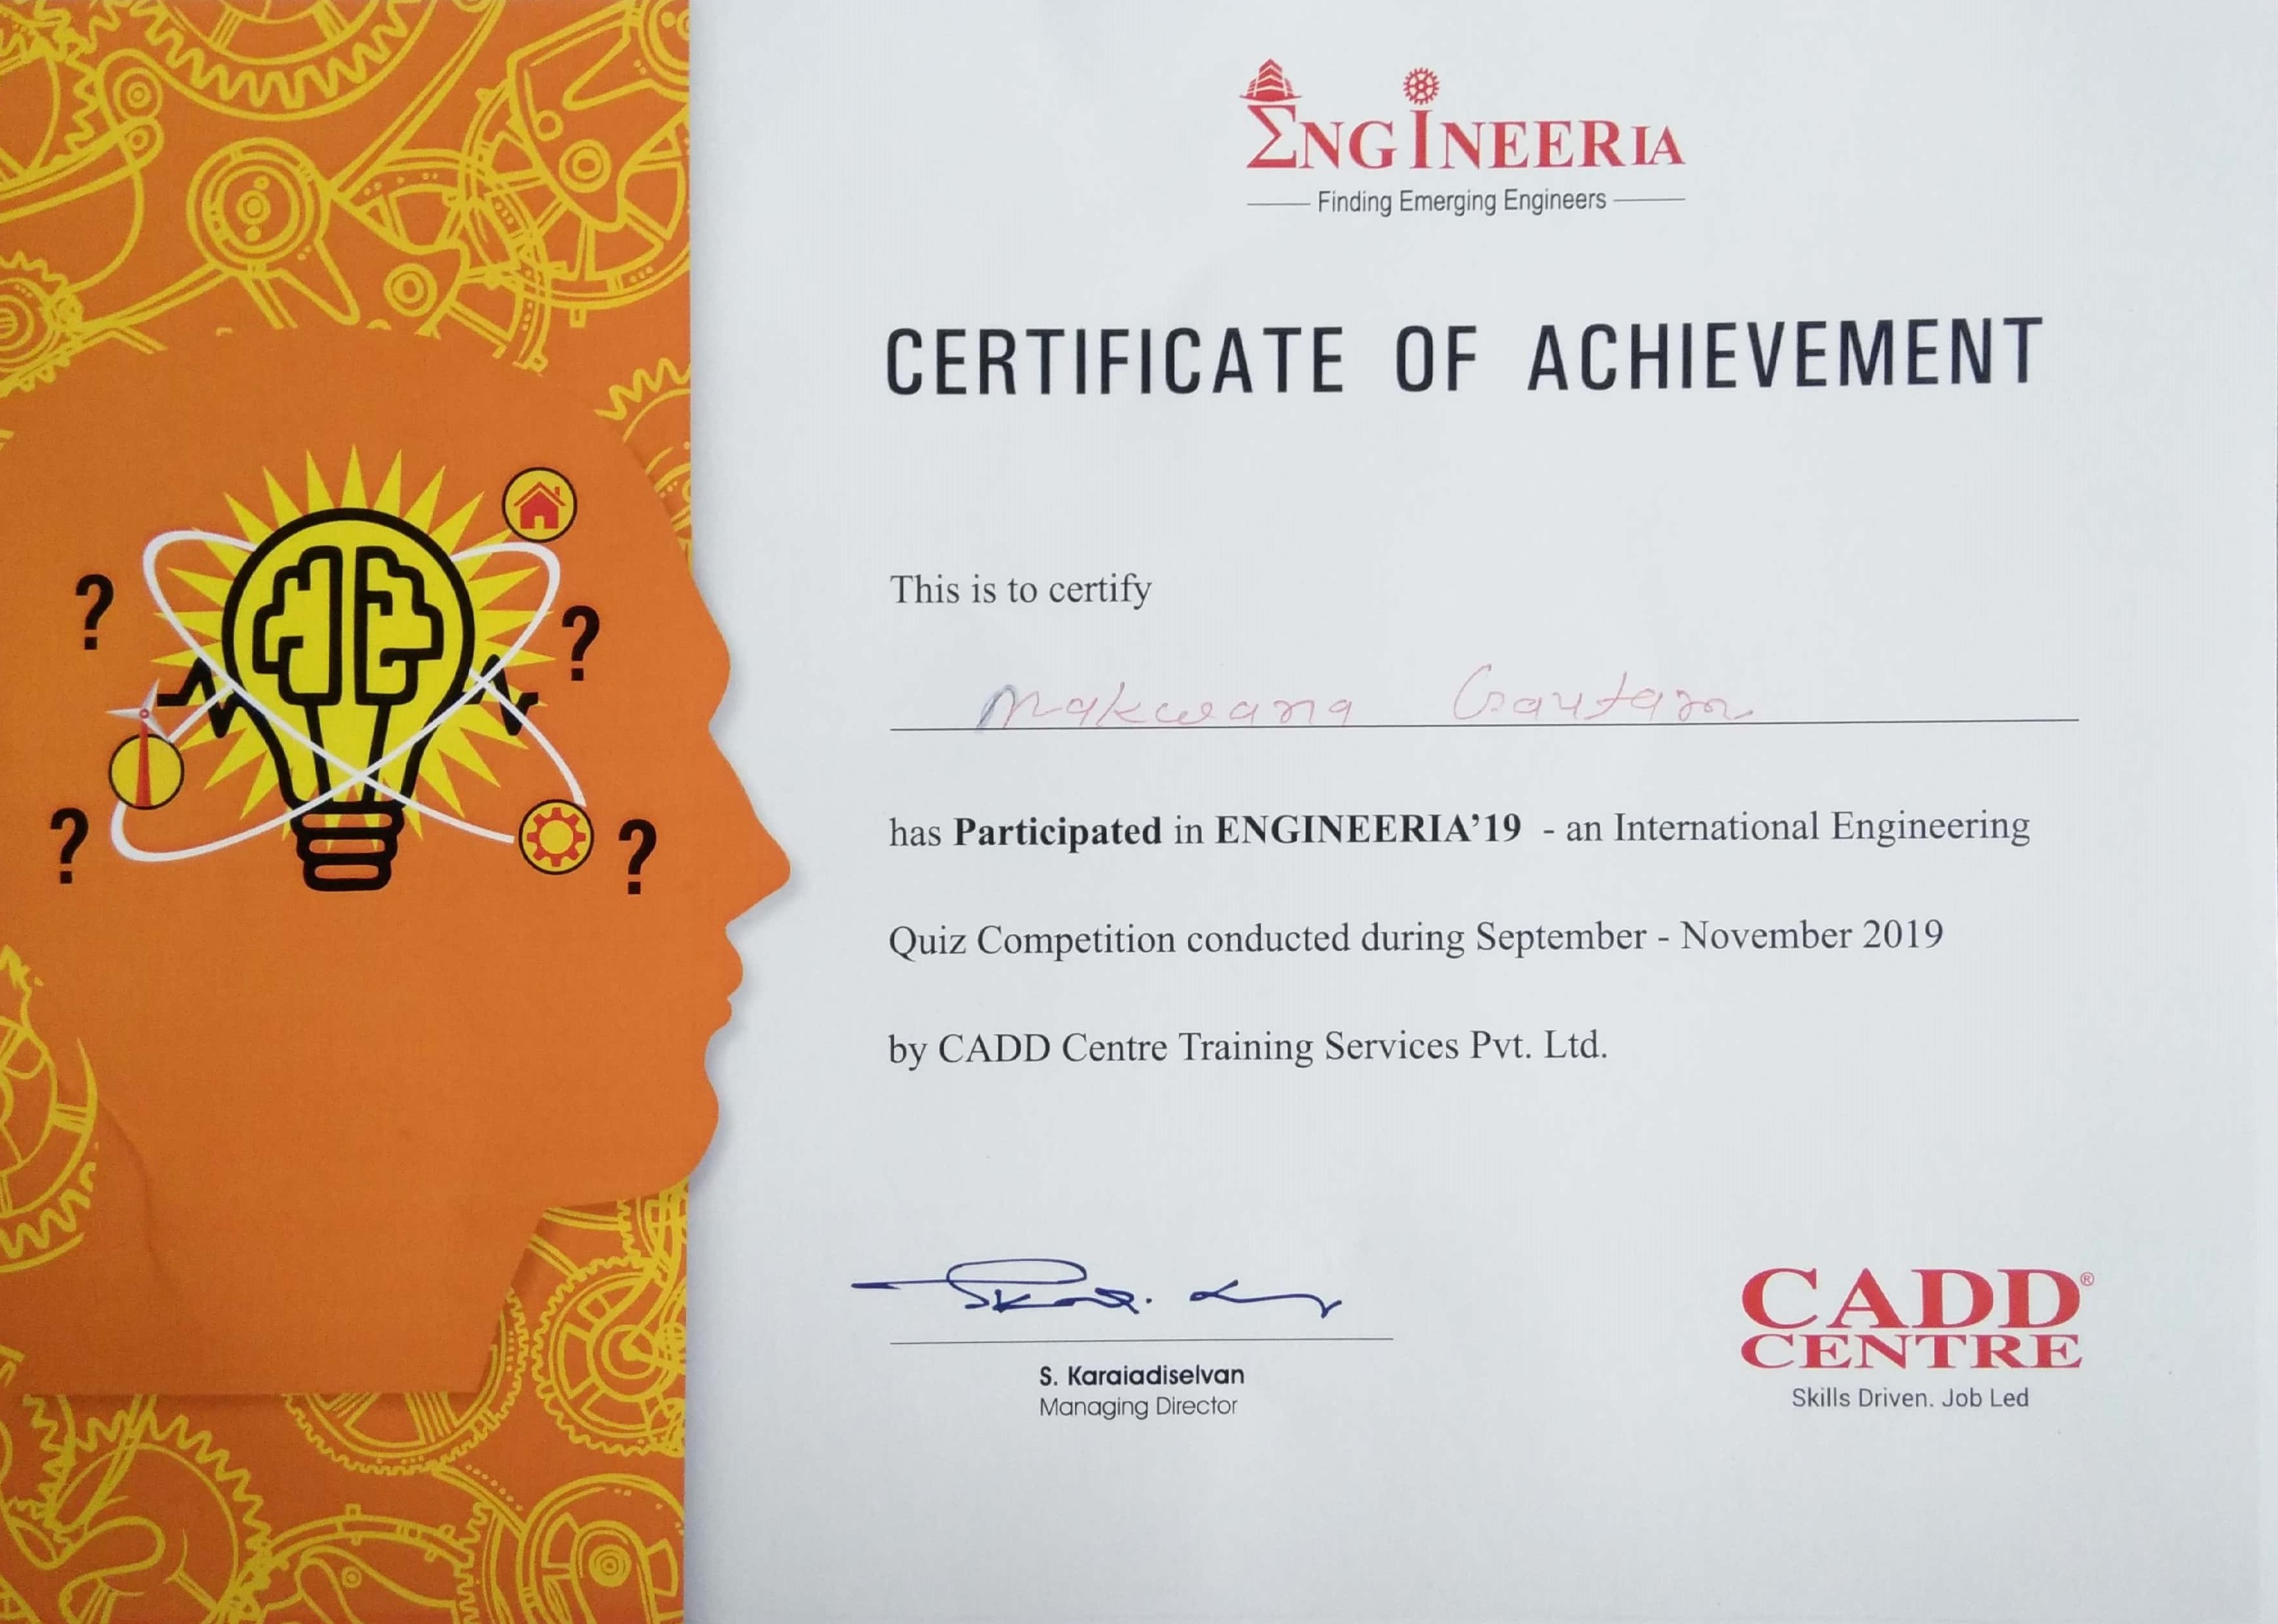 ENGINEERIA
Finding Emerging Engineers
CERTIFICATE OF ACHIEVEMENT
This is to certify
Makwana Gautam
has Participated in ENGINEERIA’19 - an International Engineering
Quiz Competition conducted during September - November 2019
by CADD Centre Training Services Pvt. Ltd.
S. Karaiadiselvan
Managing Director
CADD®
CENTRE
Skills Driven. Job Led
? ? ? ?